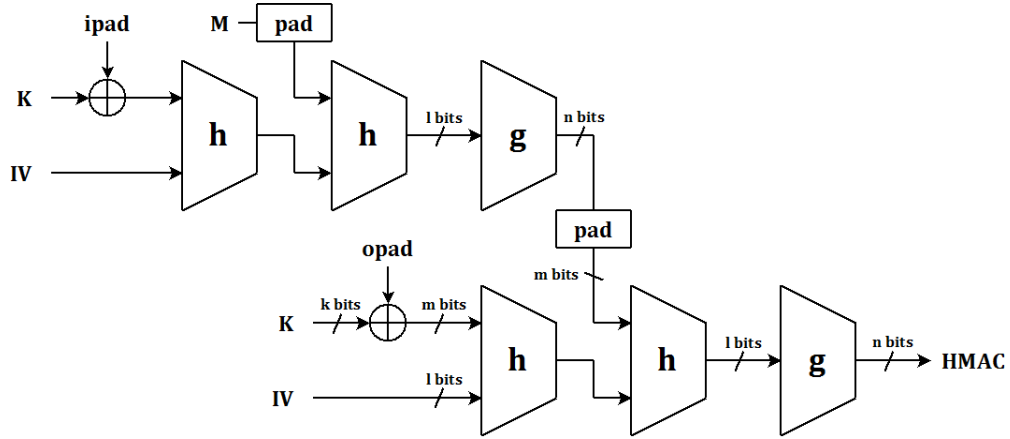 ipad
M
pad
K
h
h
l bits
g
n bits
IV
pad
opad
m bits
k bits
m bits
K
h
h
l bits
g
n bits
HMAC
l bits
IV